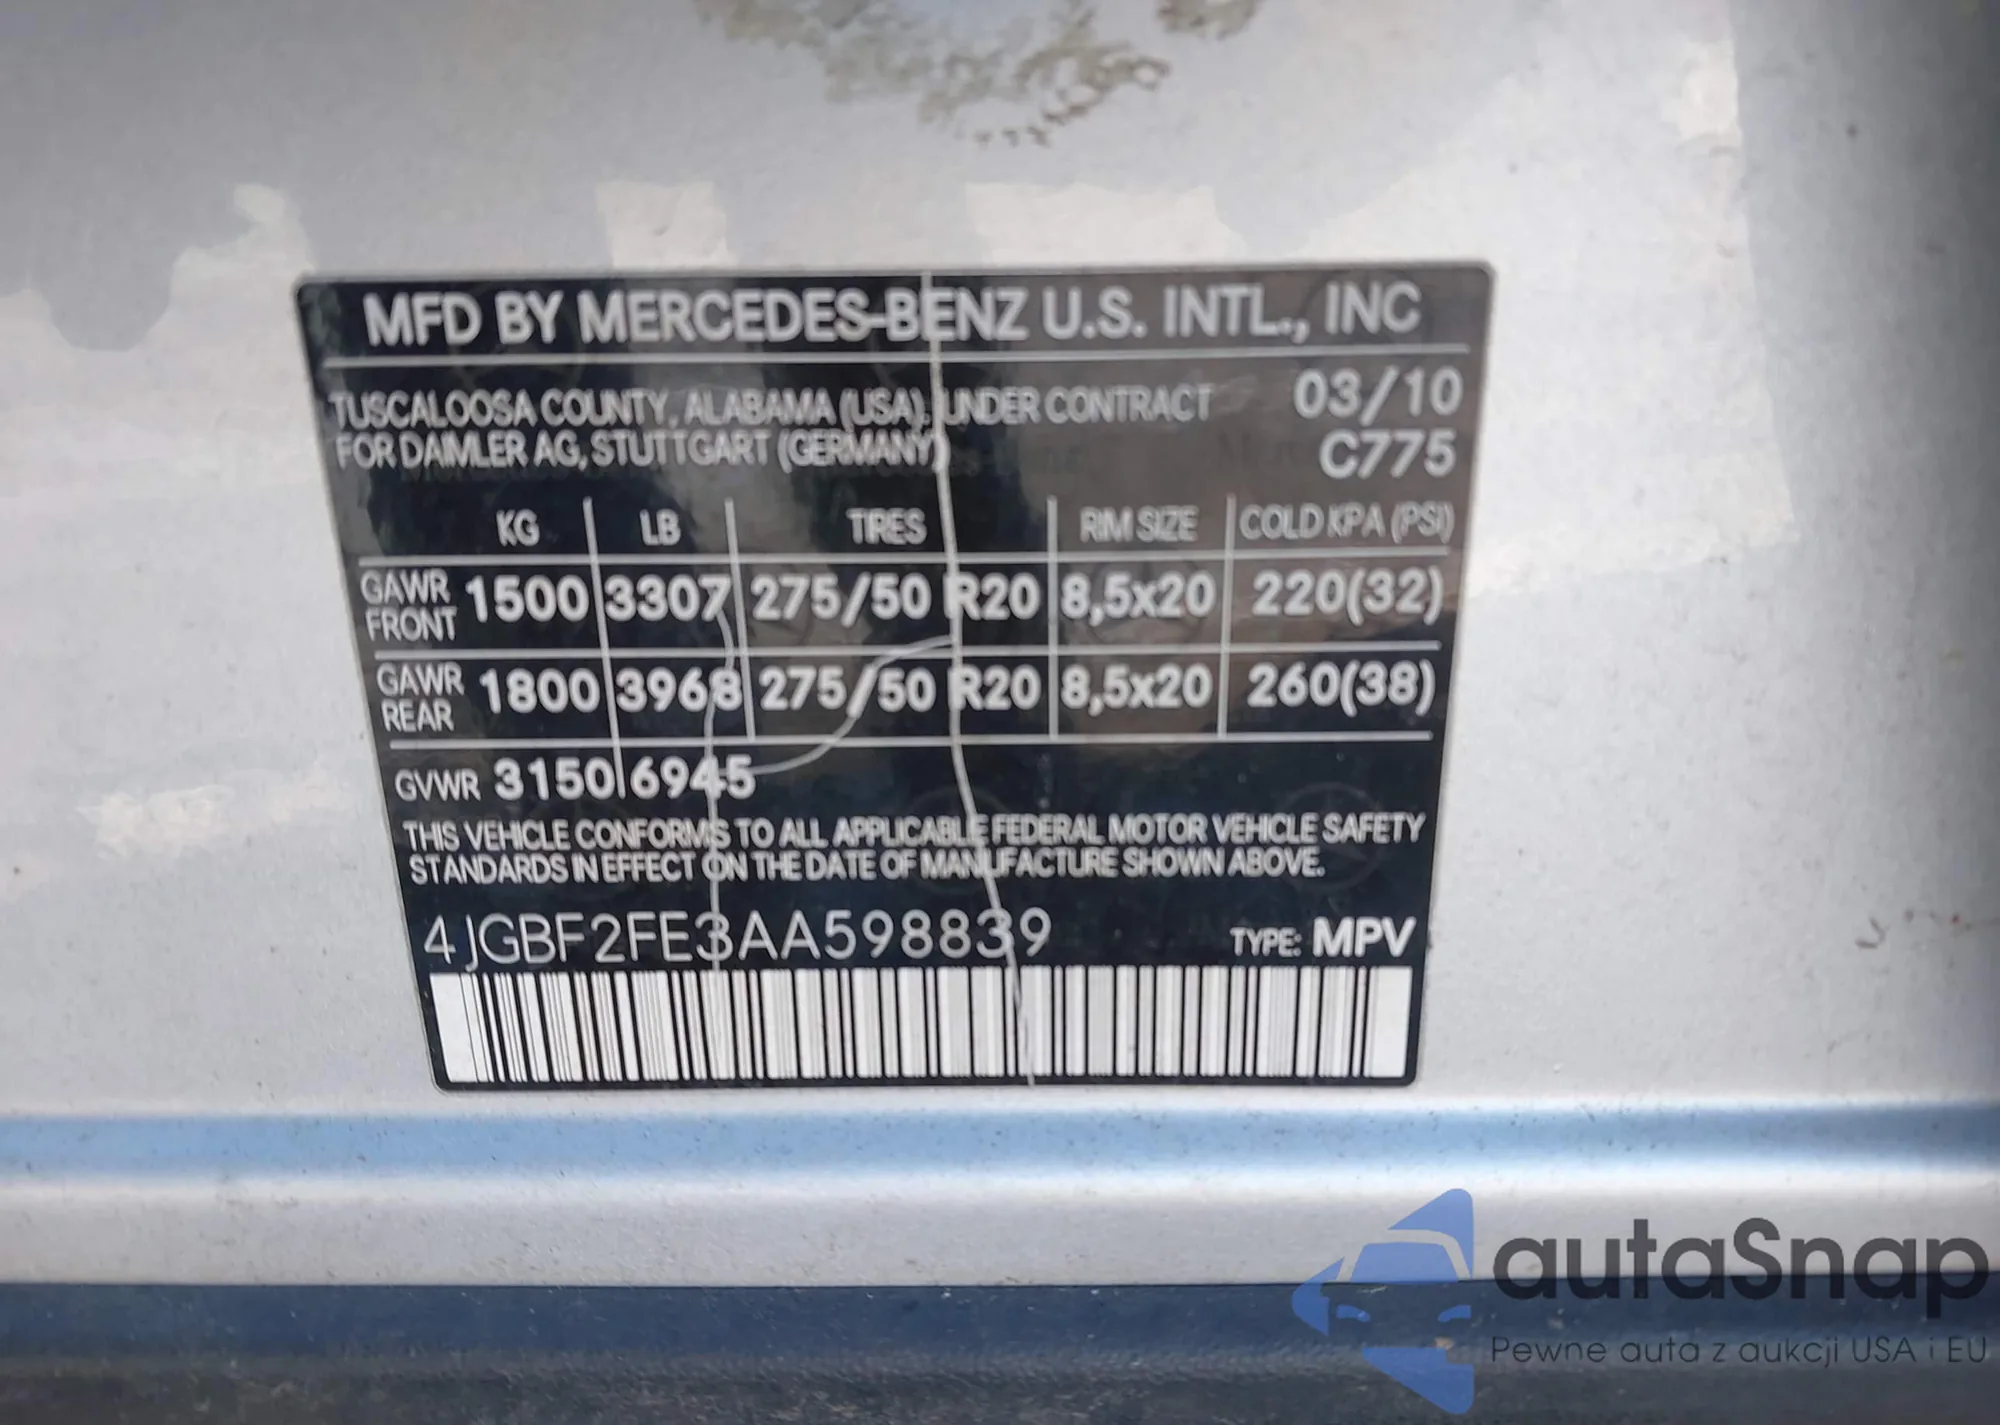 MFD BY MERCEDES-BENZ U.S. INTL., INC
TUSCALOOSA COUNTY, ALABAMA (USA), UNDER CONTRACT 03/10
FOR DAIMLER AG, STUTTGART (GERMANY) C775
KG LB TIRES RIM SIZE COLD KPA (PSI)
GAWR FRONT 1500 3307 275/50 R20 8,5x20 220(32)
GAWR REAR 1800 3968 275/50 R20 8,5x20 260(38)
GVWR 3150 6945
THIS VEHICLE CONFORMS TO ALL APPLICABLE FEDERAL MOTOR VEHICLE SAFETY
STANDARDS IN EFFECT ON THE DATE OF MANUFACTURE SHOWN ABOVE.
4JGBF2FE3AA598839 TYPE: MPV
autaSnap
Pewne auta z aukcji USA i EU